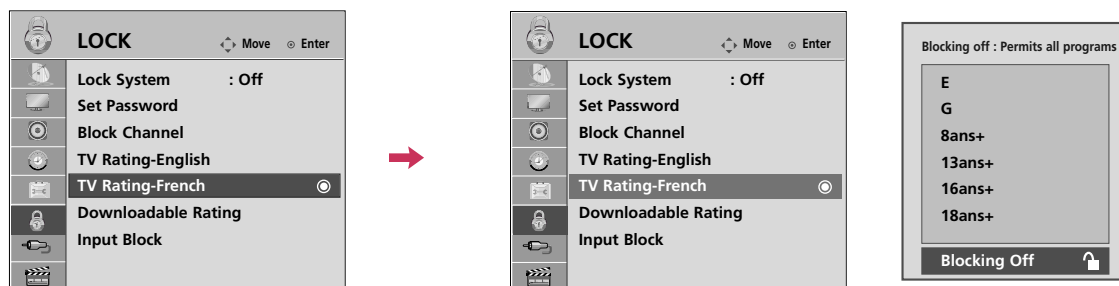 LOCK
Move
Enter
Lock System : Off
Set Password
Block Channel
TV Rating-English
TV Rating-French
Downloadable Rating
Input Block
LOCK
Move
Enter
Lock System : Off
Set Password
Block Channel
TV Rating-English
TV Rating-French
Downloadable Rating
Input Block
Blocking off : Permits all programs
E
G
8ans+
13ans+
16ans+
18ans+
Blocking Off